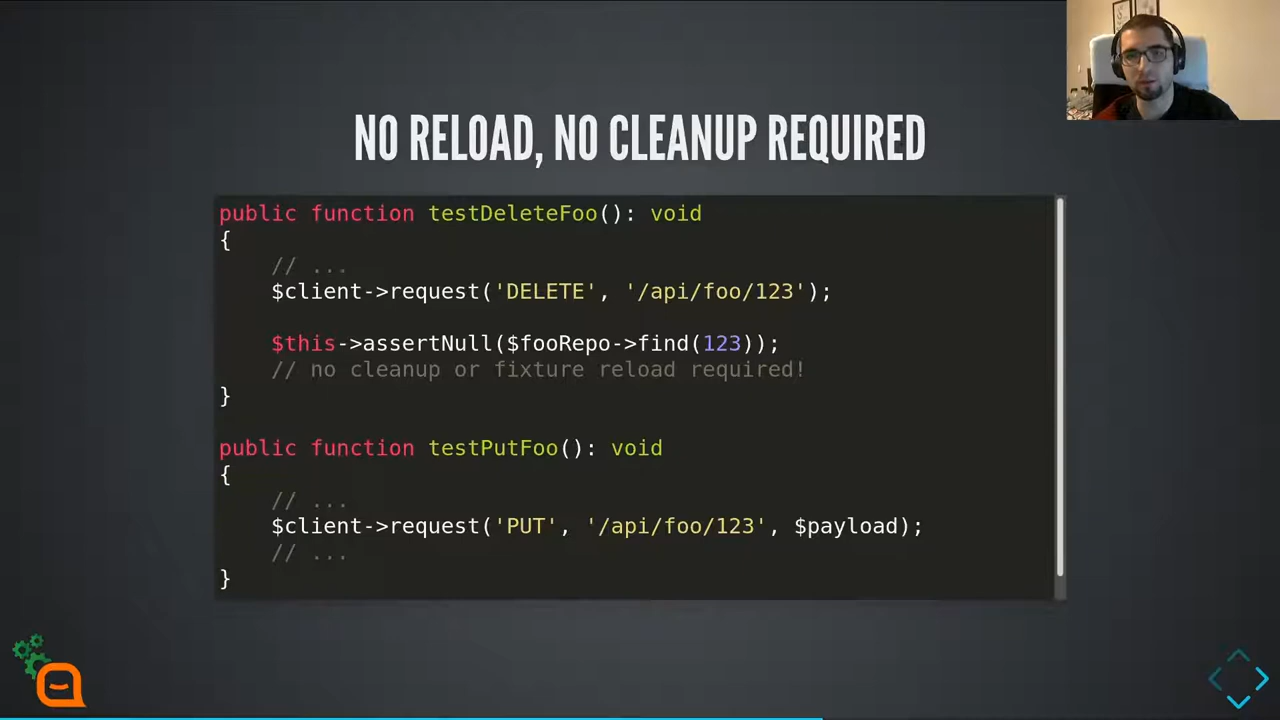 NO RELOAD, NO CLEANUP REQUIRED
public function testDeleteFoo(): void
{
    // ...
    $client->request('DELETE', '/api/foo/123');
    $this->assertNull($fooRepo->find(123));
    // no cleanup or fixture reload required!
}
public function testPutFoo(): void
{
    // ...
    $client->request('PUT', '/api/foo/123', $payload);
    // ...
}